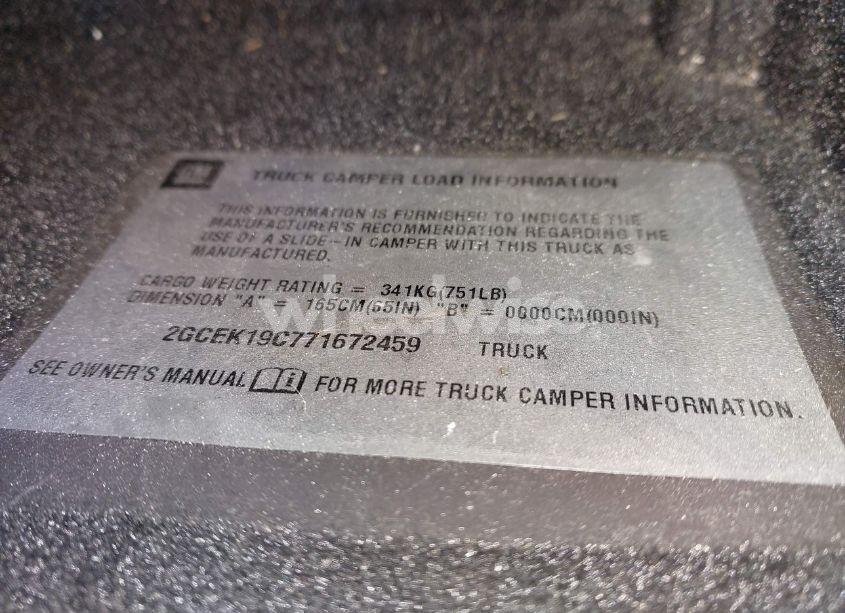 GM
TRUCK CAMPER LOAD INFORMATION
THIS INFORMATION IS FURNISHED TO INDICATE THE
MANUFACTURER'S RECOMMENDATION REGARDING THE
USE OF A SLIDE-IN CAMPER WITH THIS TRUCK AS
MANUFACTURED.
CARGO WEIGHT RATING = 341KG(751LB)
DIMENSION "A" = 165CM(65IN) "B" = 0000CM(000IN)
wheelwise
2GCEK19C771672459 TRUCK
SEE OWNER'S MANUAL FOR MORE TRUCK CAMPER INFORMATION.